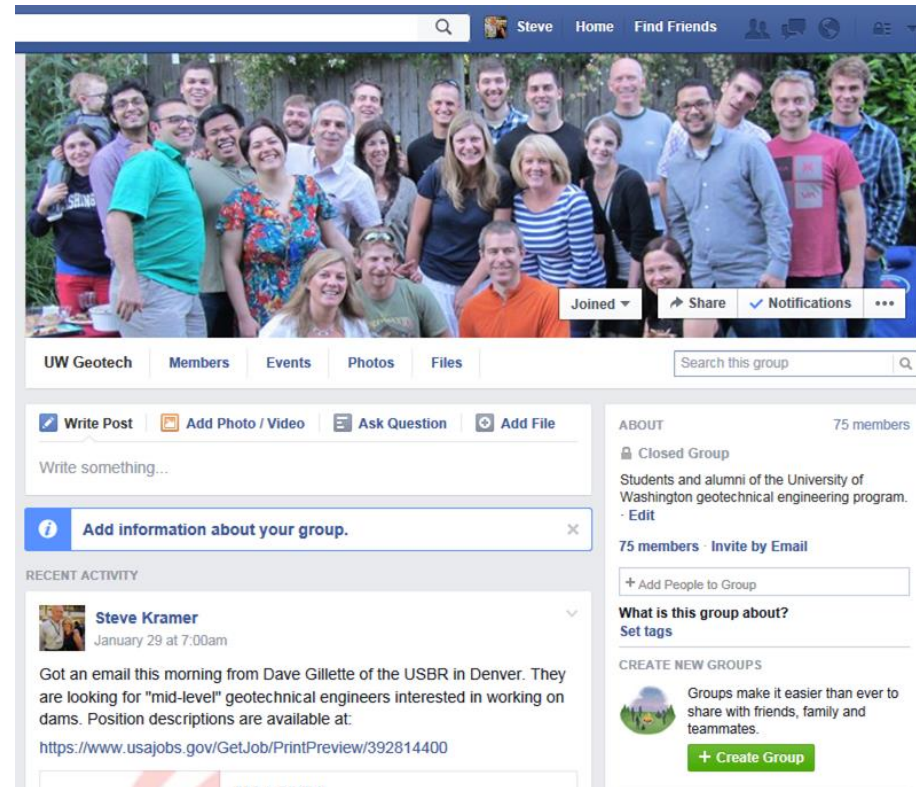 Steve Home Find Friends
Joined Share Notifications
UW Geotech Members Events Photos Files Search this group
Write Post Add Photo / Video Ask Question Add File
Write something...
Add information about your group.
RECENT ACTIVITY
Steve Kramer
January 29 at 7:00am
Got an email this morning from Dave Gillette of the USBR in Denver. They
are looking for "mid-level" geotechnical engineers interested in working on
dams. Position descriptions are available at:
https://www.usajobs.gov/GetJob/PrintPreview/392814400
ABOUT 75 members
Closed Group
Students and alumni of the University of
Washington geotechnical engineering program.
· Edit
75 members · Invite by Email
+ Add People to Group
What is this group about?
Set tags
CREATE NEW GROUPS
Groups make it easier than ever to
share with friends, family and
teammates.
+ Create Group